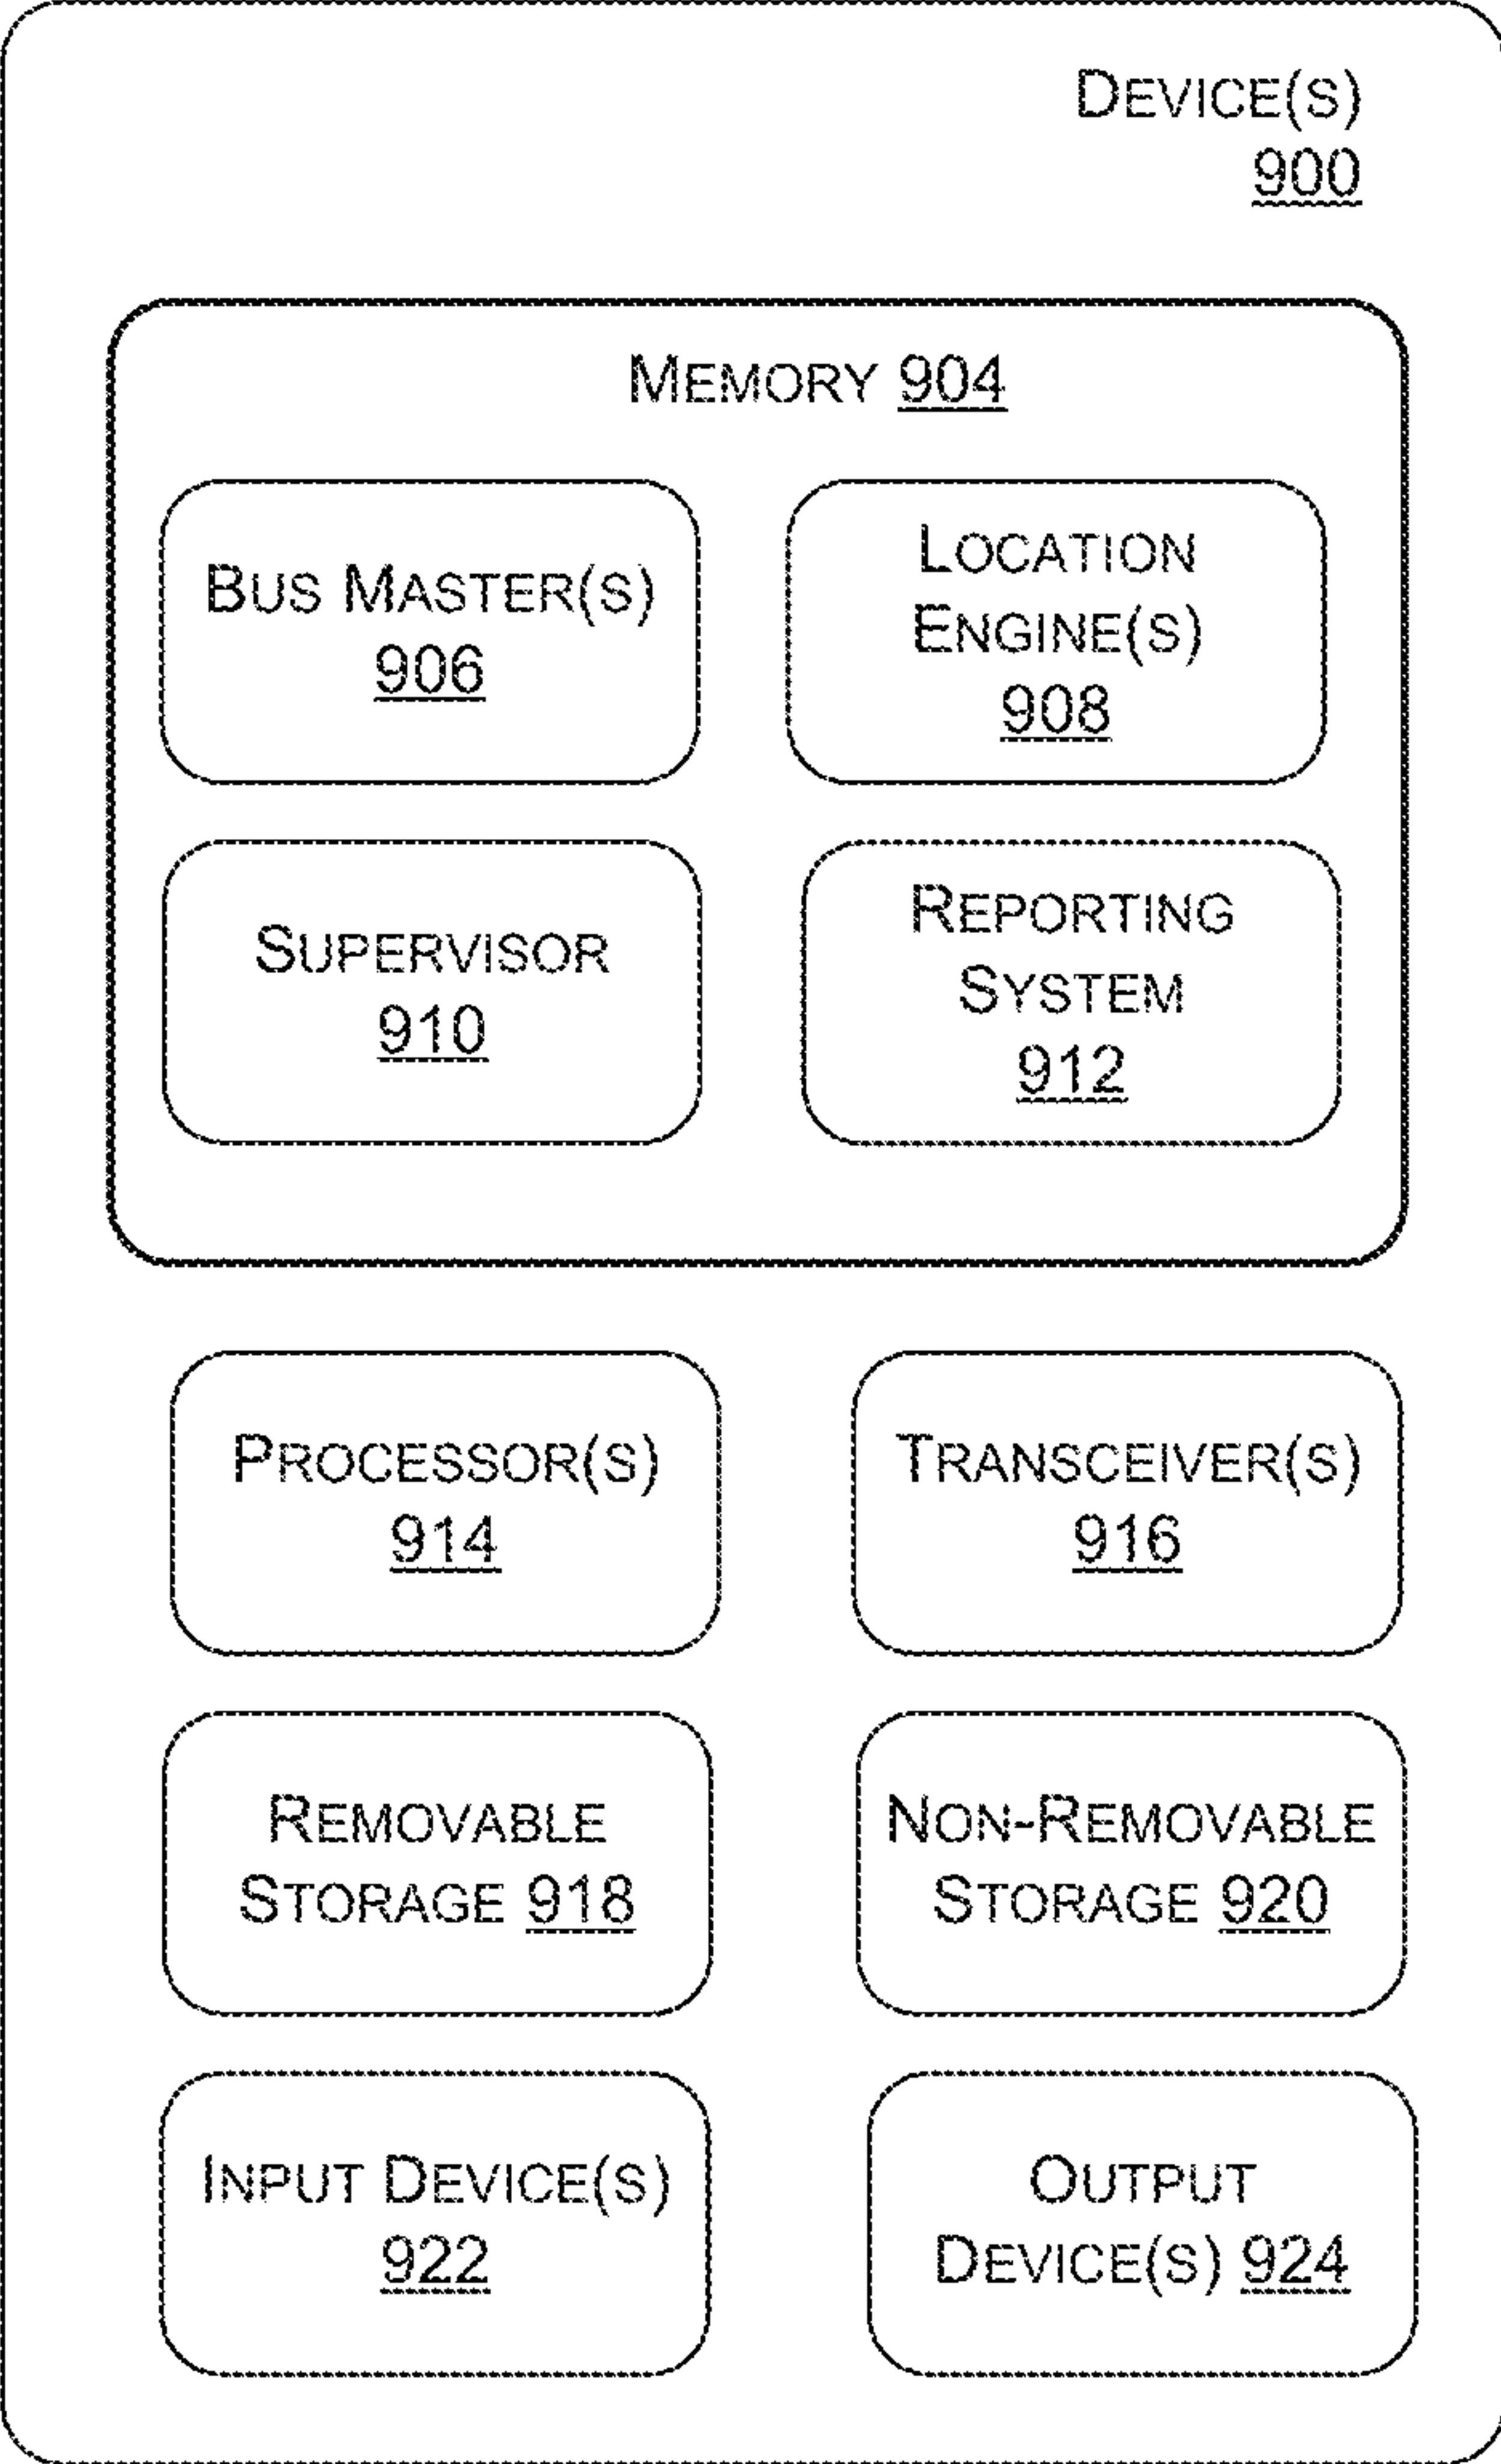 DEVICE(S)
900
MEMORY 904
BUS MASTER(S)
906
LOCATION
ENGINE(S)
908
SUPERVISOR
910
REPORTING
SYSTEM
912
PROCESSOR(S)
914
TRANSCEIVER(S)
916
REMOVABLE
STORAGE 918
NON-REMOVABLE
STORAGE 920
INPUT DEVICE(S)
922
OUTPUT
DEVICE(S) 924